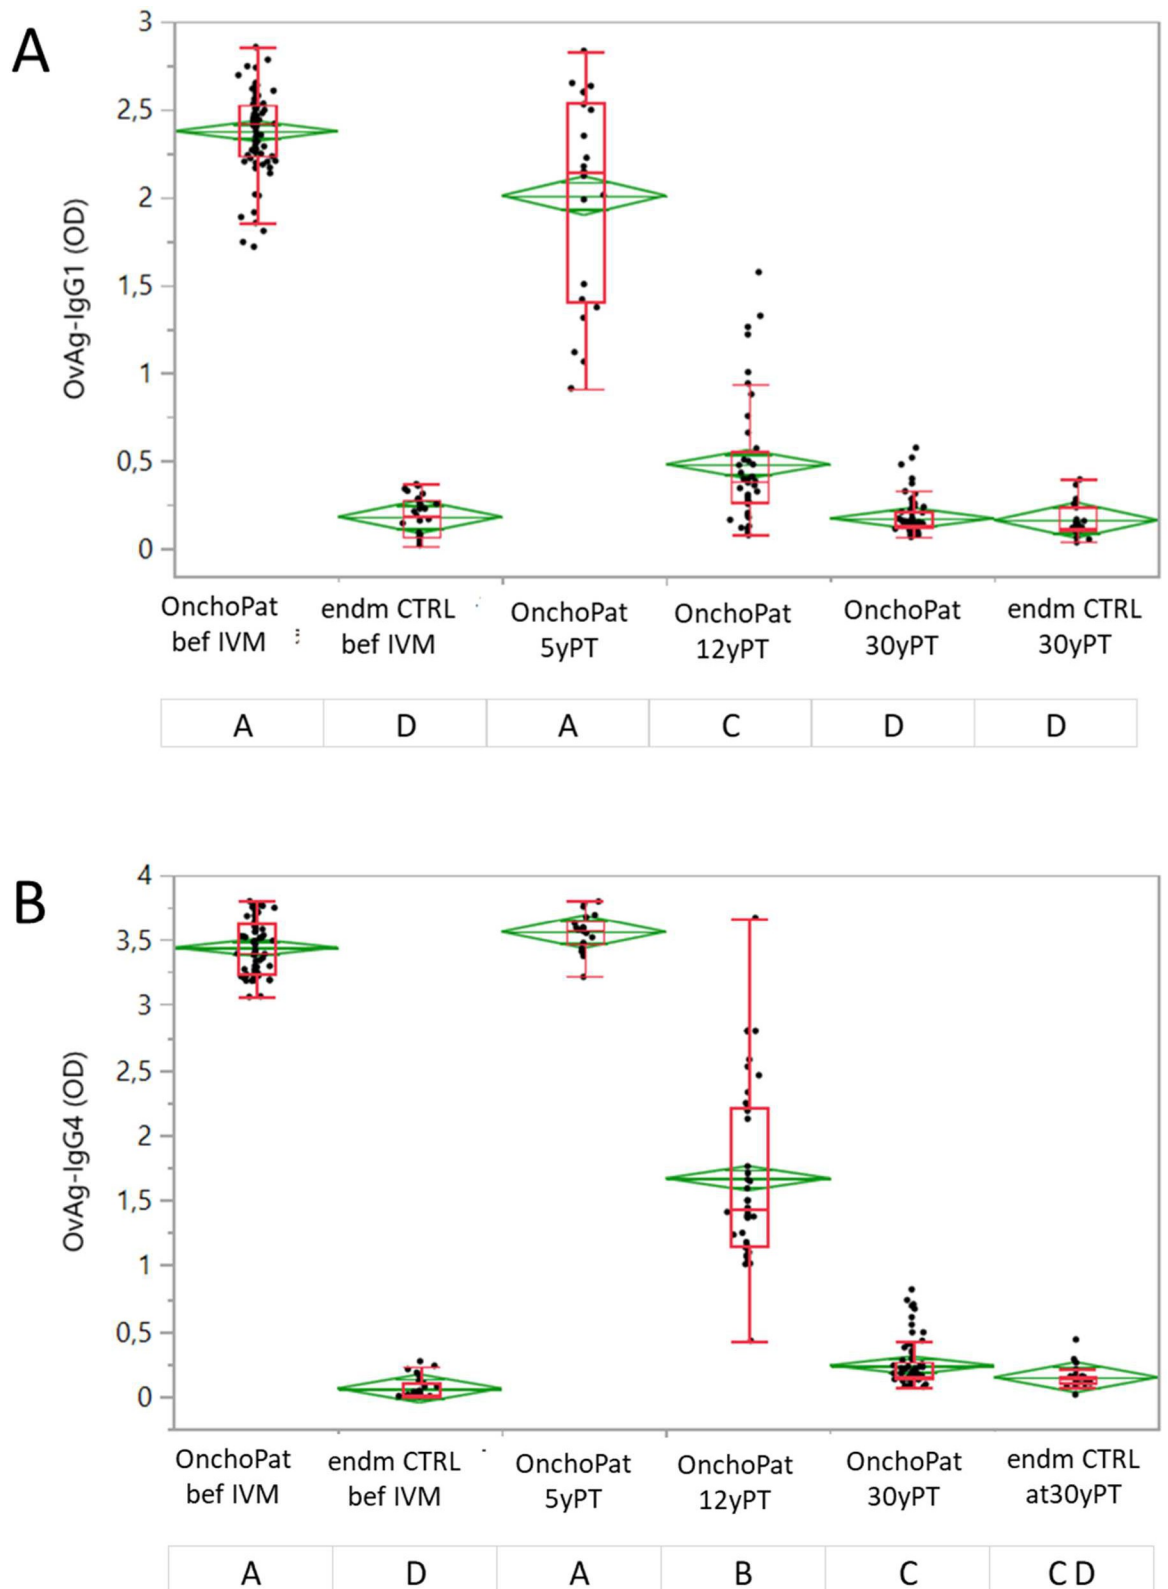 A
3
2,5
2
1,5
1
0,5
0
OvAg-IgG1 (OD)
OnchoPat endm CTRL OnchoPat OnchoPat OnchoPat endm CTRL
bef IVM bef IVM 5yPT 12yPT 30yPT 30yPT
A D A C D D
B
4
3,5
3
2,5
2
1,5
1
0,5
0
OvAg-IgG4 (OD)
OnchoPat endm CTRL OnchoPat OnchoPat OnchoPat endm CTRL
bef IVM bef IVM 5yPT 12yPT 30yPT at30yPT
A D A B C C D